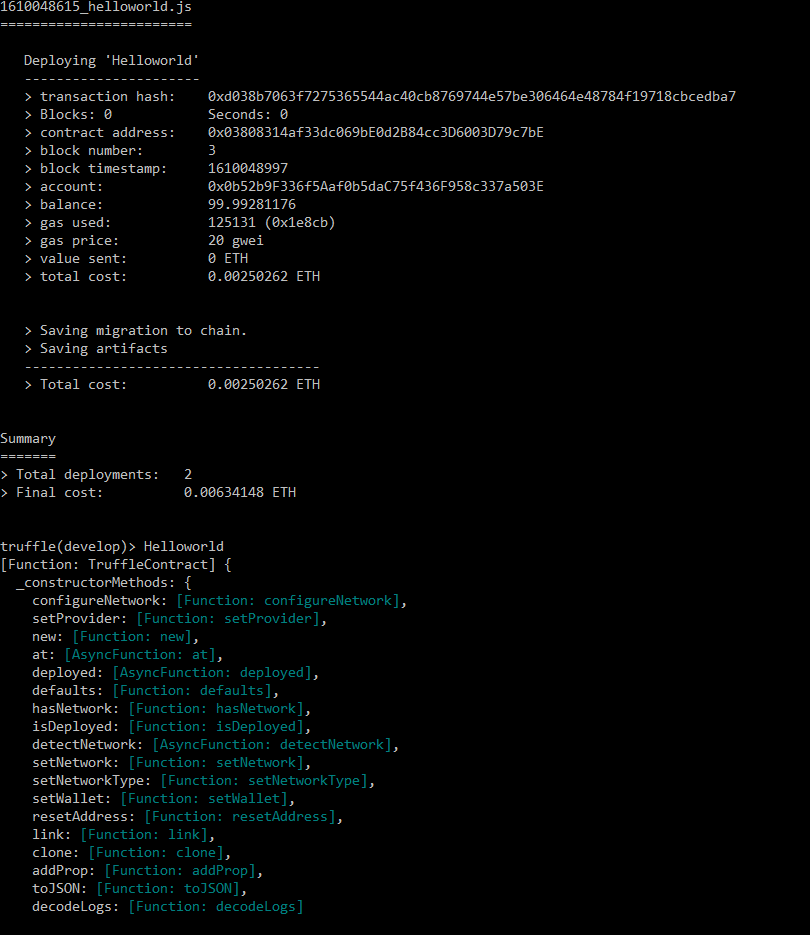 1610048615_helloworld.js
========================
Deploying 'Helloworld'
----------------------
> transaction hash: 0xd038b7063f7275365544ac40cb8769744e57be306464e48784f19718cbcedba7
> Blocks: 0 Seconds: 0
> contract address: 0x03808314af33dc069bE0d2B84cc3D6003D79c7bE
> block number: 3
> block timestamp: 1610048997
> account: 0x0b52b9F336f5Aaf0b5daC75f436F958c337a503E
> balance: 99.99281176
> gas used: 125131 (0x1e8cb)
> gas price: 20 gwei
> value sent: 0 ETH
> total cost: 0.00250262 ETH
> Saving migration to chain.
> Saving artifacts
-------------------------------------
> Total cost: 0.00250262 ETH
Summary
=======
> Total deployments: 2
> Final cost: 0.00634148 ETH
truffle(develop)> Helloworld
[Function: TruffleContract] {
_constructorMethods: {
configureNetwork: [Function: configureNetwork],
setProvider: [Function: setProvider],
new: [Function: new],
at: [AsyncFunction: at],
deployed: [AsyncFunction: deployed],
defaults: [Function: defaults],
hasNetwork: [Function: hasNetwork],
isDeployed: [Function: isDeployed],
detectNetwork: [AsyncFunction: detectNetwork],
setNetwork: [Function: setNetwork],
setNetworkType: [Function: setNetworkType],
setWallet: [Function: setWallet],
resetAddress: [Function: resetAddress],
link: [Function: link],
clone: [Function: clone],
addProp: [Function: addProp],
toJSON: [Function: toJSON],
decodeLogs: [Function: decodeLogs]